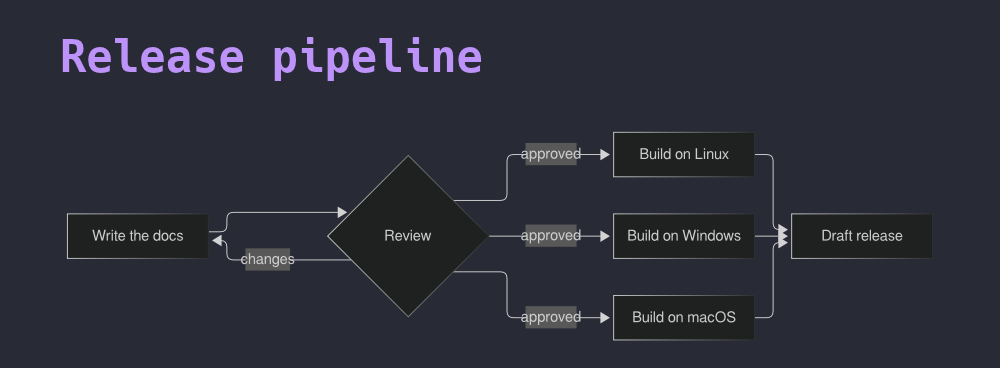 Release pipeline
Write the docs
changes
Review
approved
approved
approved
Build on Linux
Build on Windows
Build on macOS
Draft release